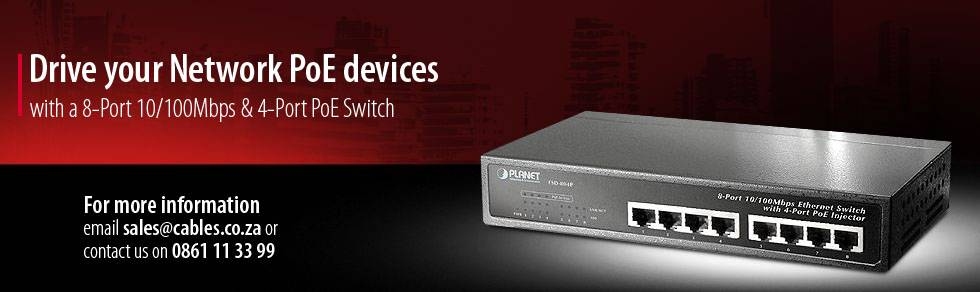 Drive your Network PoE devices
with a 8-Port 10/100Mbps & 4-Port PoE Switch
For more information
email sales@cables.co.za or
contact us on 0861 11 33 99
PLANET
FSD-804P
8-Port 10/100Mbps Ethernet Switch
with 4-Port PoE Injector